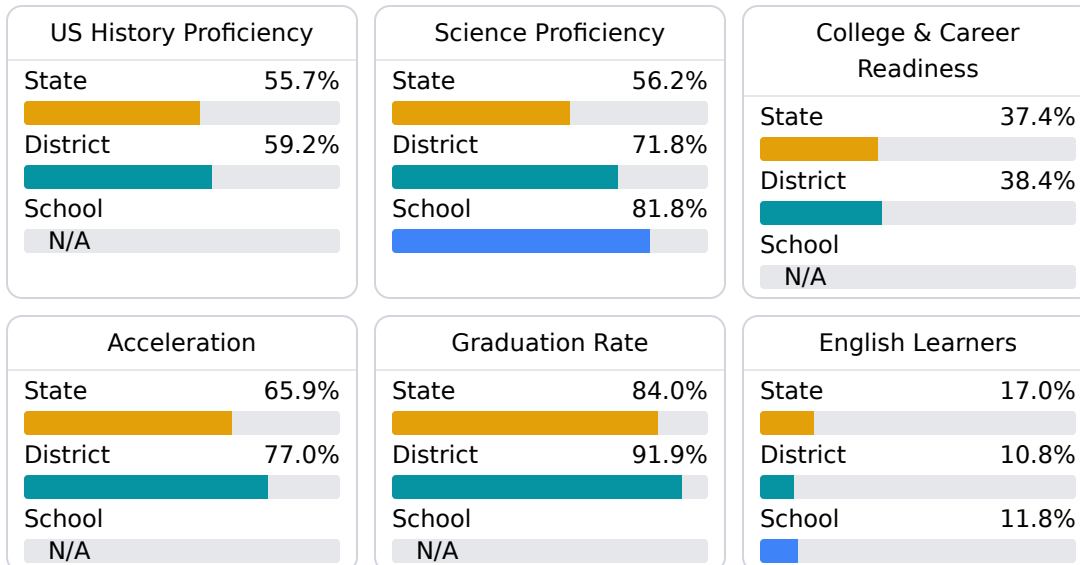 US History Proficiency
State 55.7%
District 59.2%
School
N/A
Science Proficiency
State 56.2%
District 71.8%
School 81.8%
College & Career
Readiness
State 37.4%
District 38.4%
School
N/A
Acceleration
State 65.9%
District 77.0%
School
N/A
Graduation Rate
State 84.0%
District 91.9%
School
N/A
English Learners
State 17.0%
District 10.8%
School 11.8%